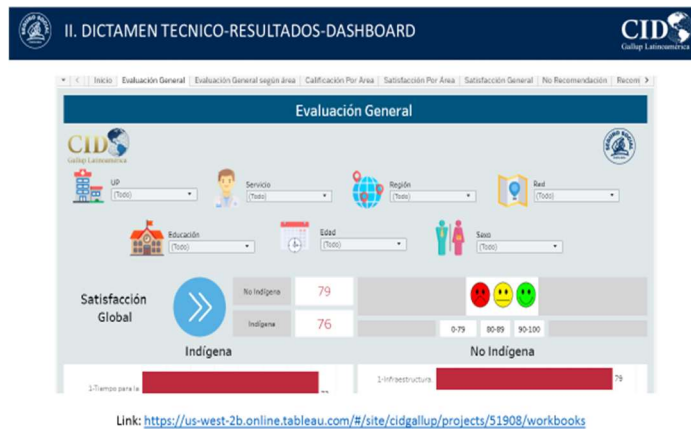 II. DICTAMEN TECNICO-RESULTADOS-DASHBOARD
CID
Gallup Latinoamérica
Inicio | Evaluación General | Evaluación General según área | Calificación Por Area | Satisfacción Por Area | Satisfacción General | No Recomendación | Recom
Evaluación General
CID
Gallup Latinoamérica
UP
(Todo)
Servicio
(Todo)
Región
(Todo)
Red
(Todo)
Educación
(Todo)
Edad
(Todo)
Sexo
(Todo)
Satisfacción
Global
No Indígena 79
Indígena 76
0-79 80-89 90-100
Indígena
No Indígena
1-Tiempo para la
1-Infraestructura. 79
Link: https://us-west-2b.online.tableau.com/#/site/cidgallup/projects/51908/workbooks